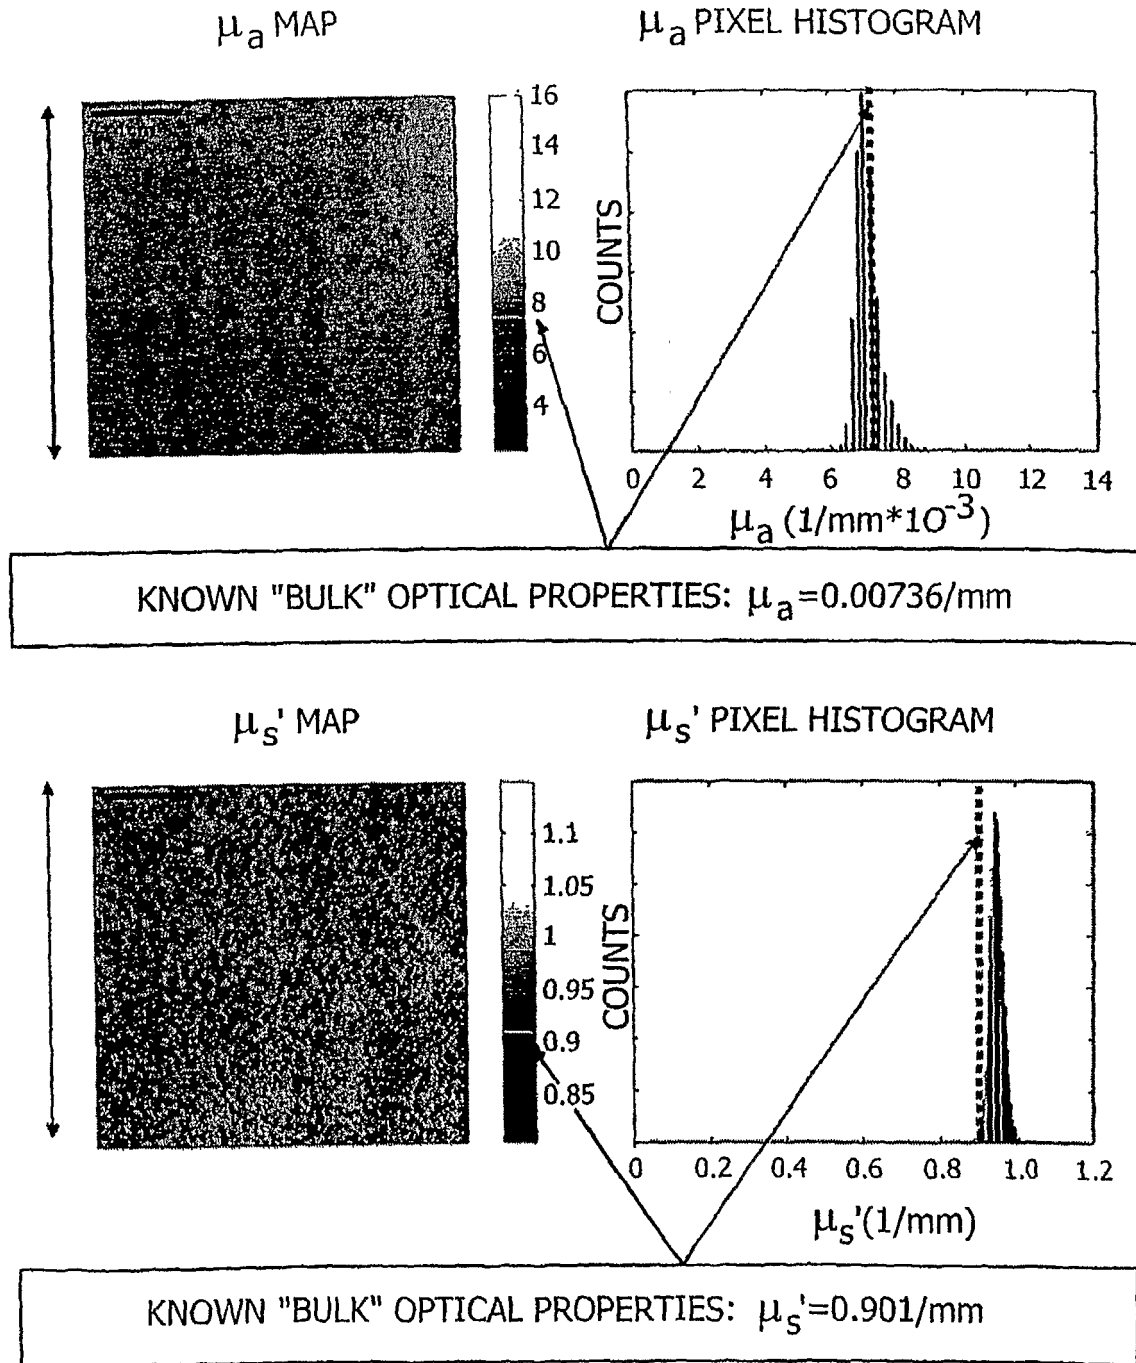 μa MAP
μa PIXEL HISTOGRAM
16
14
12
10
8
6
4
COUNTS
0 2 4 6 8 10 12 14
μa (1/mm*10-3)
KNOWN "BULK" OPTICAL PROPERTIES: μa=0.00736/mm
μs' MAP
μs' PIXEL HISTOGRAM
1.1
1.05
1
0.95
0.9
0.85
COUNTS
0 0.2 0.4 0.6 0.8 1.0 1.2
μs'(1/mm)
KNOWN "BULK" OPTICAL PROPERTIES: μs'=0.901/mm